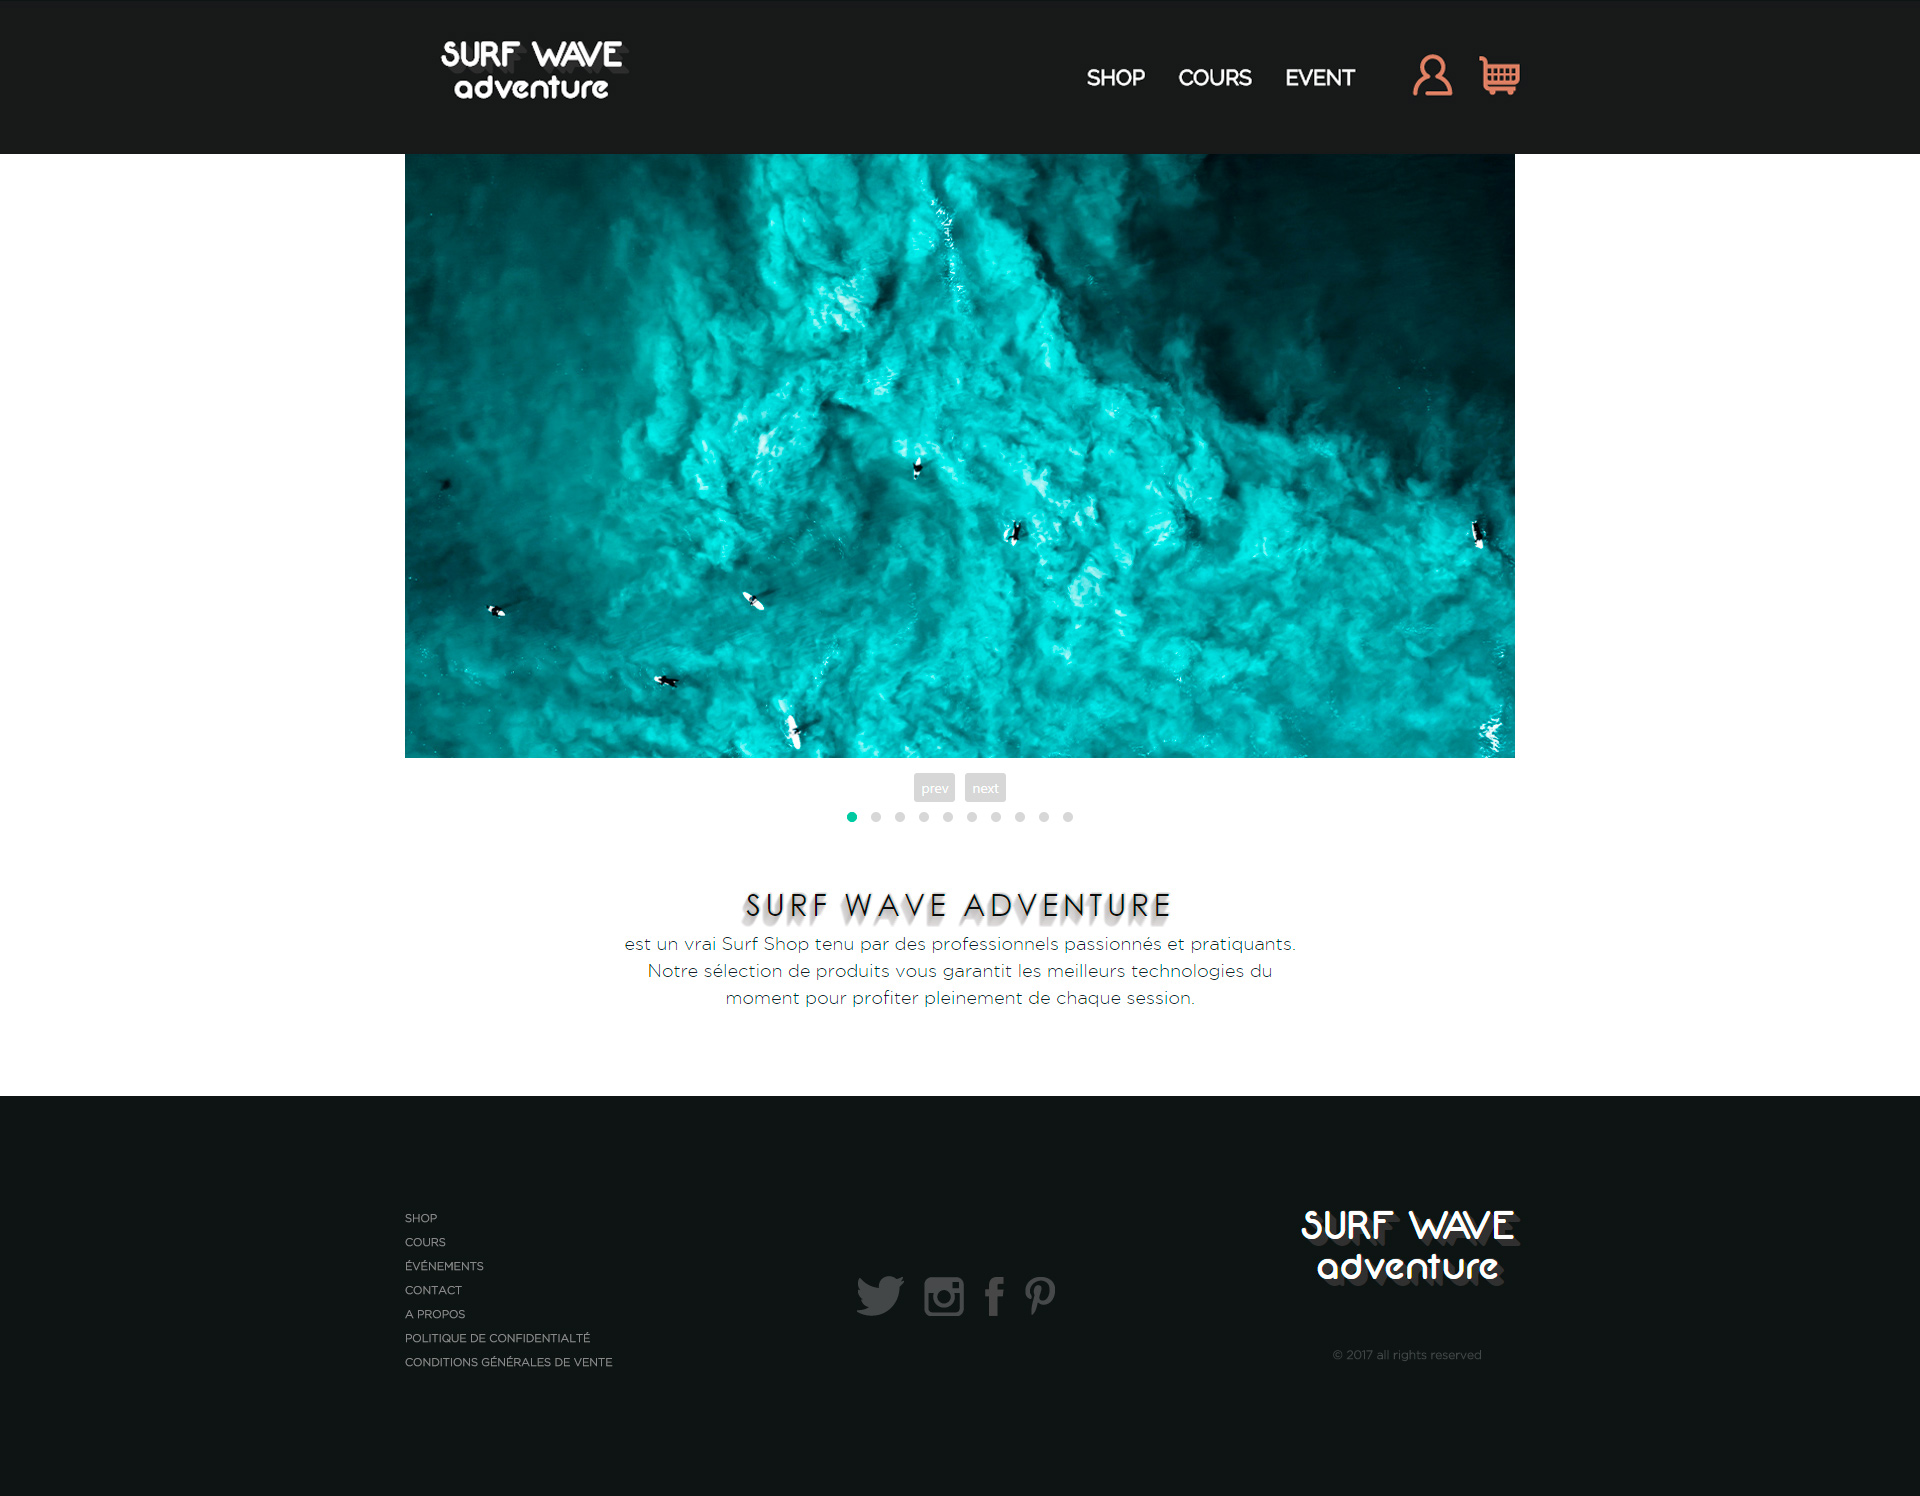 SURF WAVE
adventure
SHOP COURS EVENT
prev next
SURF WAVE ADVENTURE
est un vrai Surf Shop tenu par des professionnels passionnés et pratiquants.
Notre sélection de produits vous garantit les meilleurs technologies du
moment pour profiter pleinement de chaque session.
SHOP
COURS
ÉVÉNEMENTS
CONTACT
A PROPOS
POLITIQUE DE CONFIDENTIALTÉ
CONDITIONS GÉNÉRALES DE VENTE
SURF WAVE
adventure
© 2017 all rights reserved